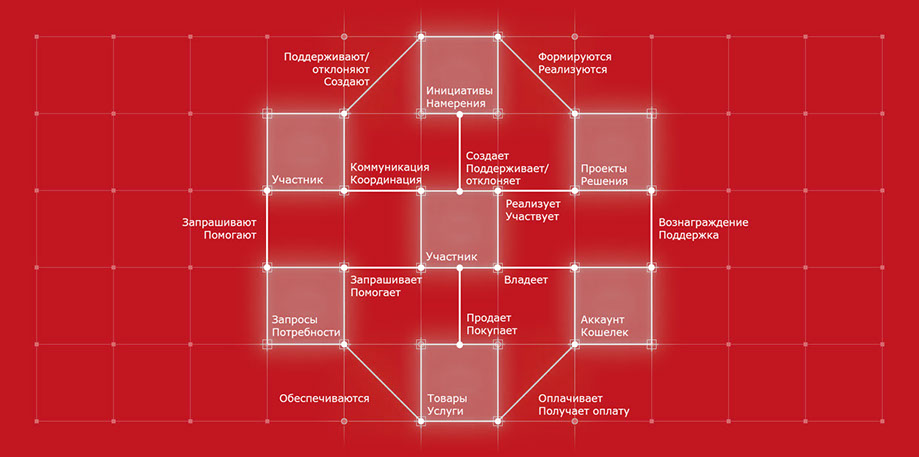 Поддерживают/
отклоняют
Создают
Формируются
Реализуются
Инициативы
Намерения
Участник
Коммуникация
Координация
Создает
Поддерживает/
отклоняет
Проекты
Решения
Реализует
Участвует
Запрашивают
Помогают
Вознаграждение
Поддержка
Участник
Запрашивает
Помогает
Владеет
Запросы
Потребности
Продает
Покупает
Аккаунт
Кошелек
Обеспечиваются
Товары
Услуги
Оплачивает
Получает оплату